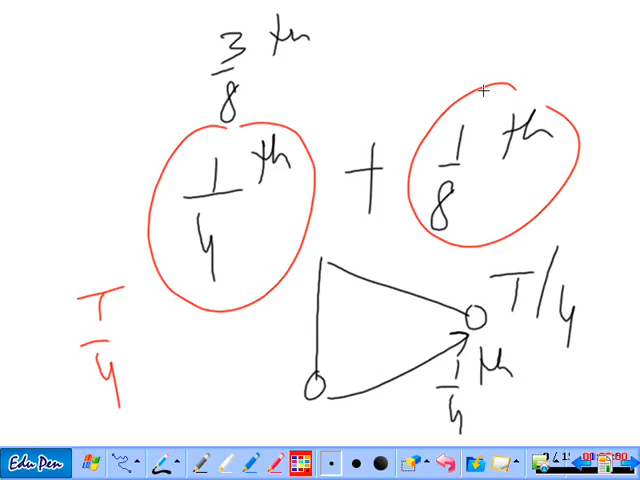 3/8 th
1/4 th + 1/8 th
T/4
T/4
1/4 th
Edu Pen